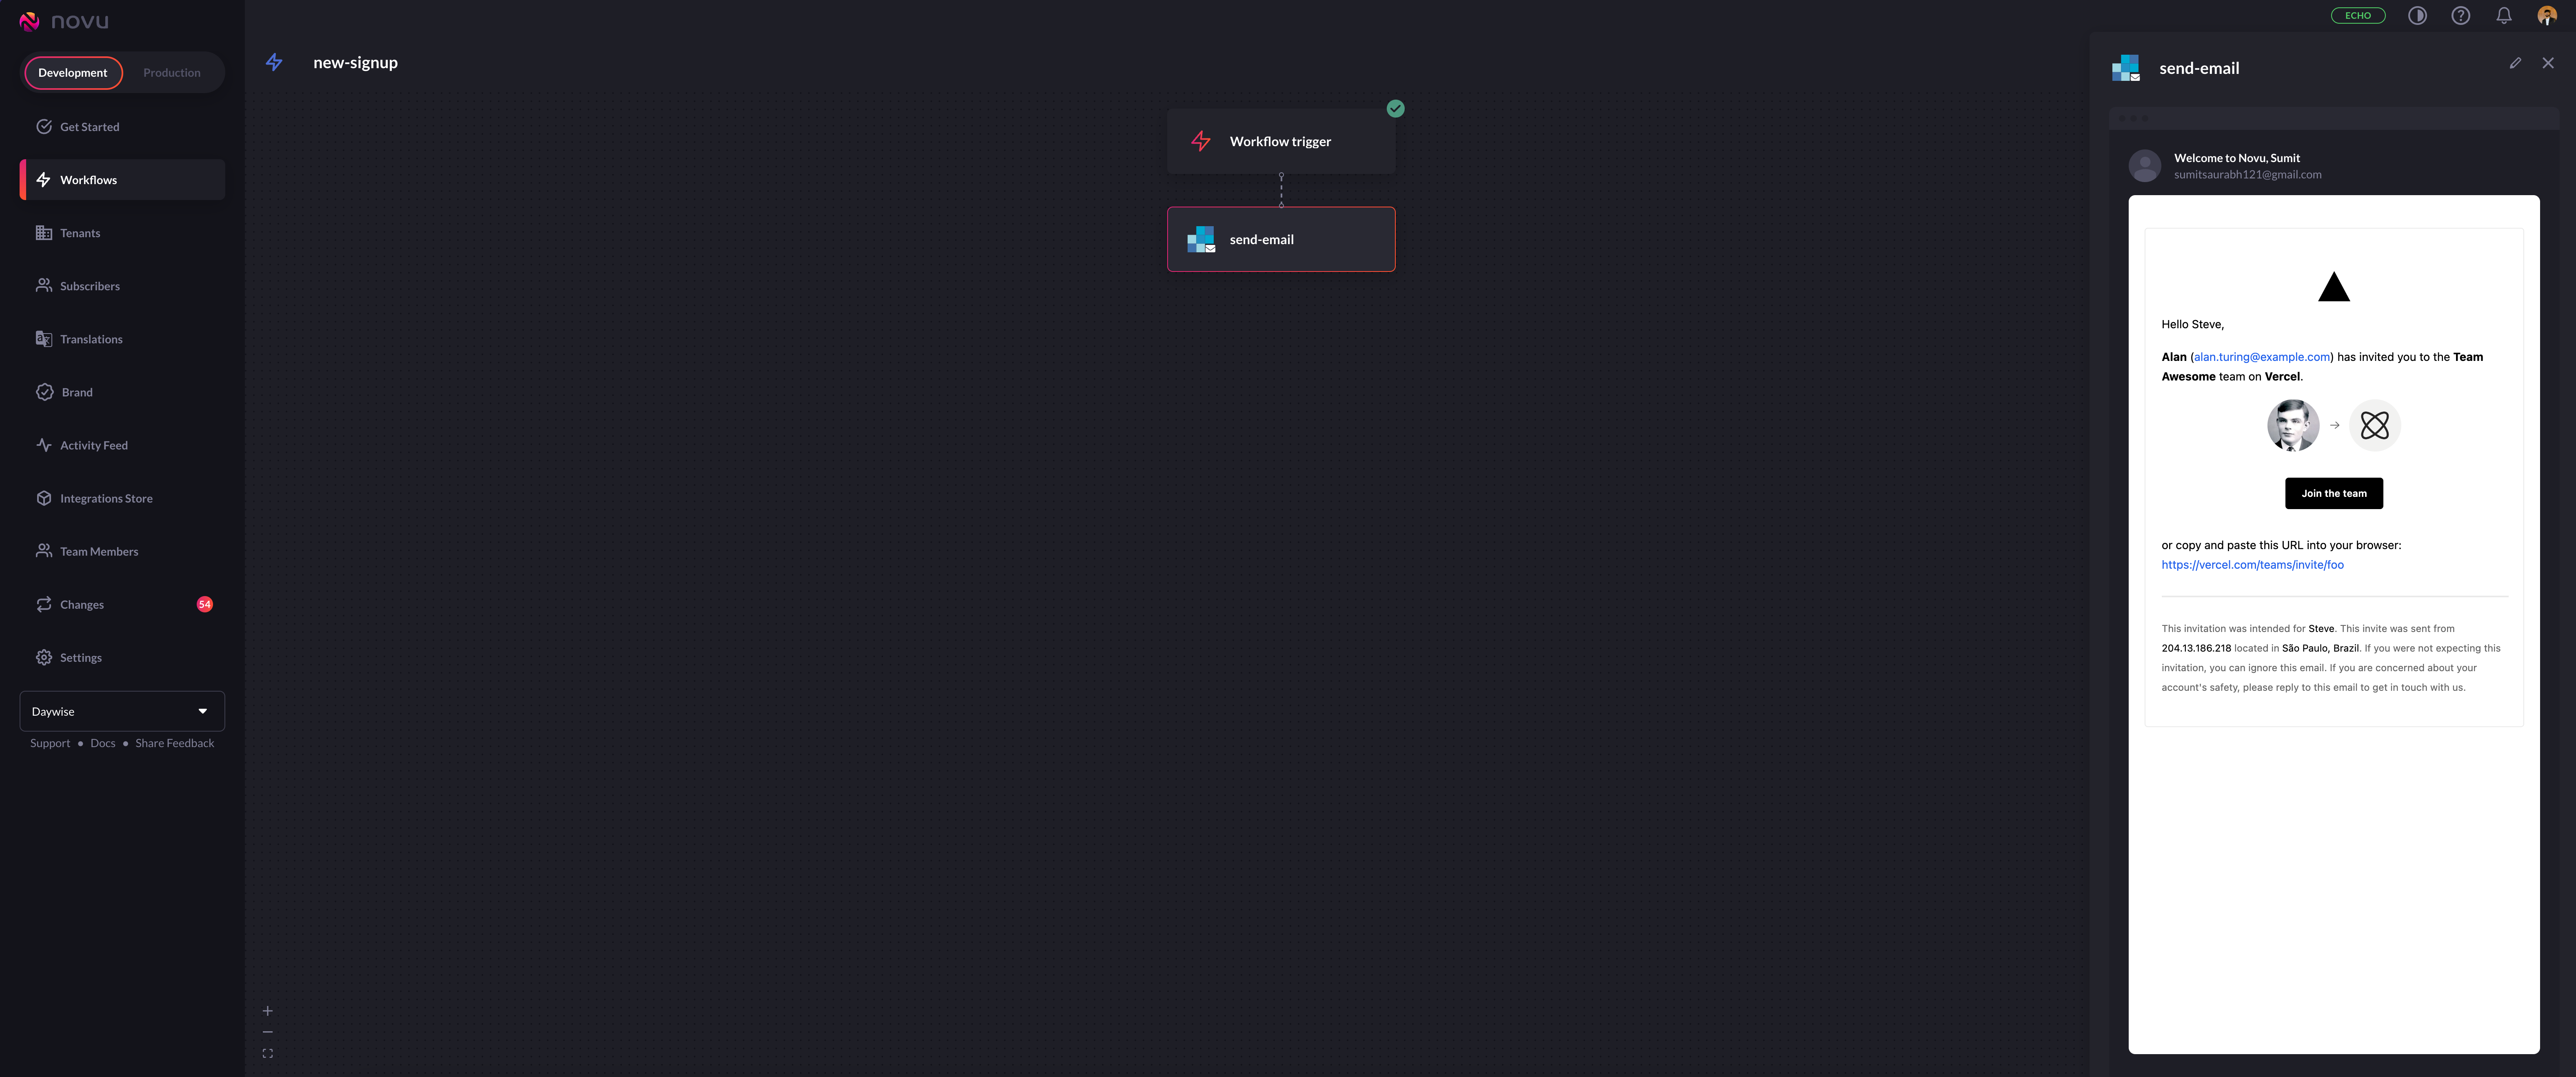 novu
ECHO
Development
Production
Get Started
Workflows
Tenants
Subscribers
Translations
Brand
Activity Feed
Integrations Store
Team Members
Changes
54
Settings
Daywise
Support • Docs • Share Feedback
new-signup
Workflow trigger
send-email
send-email
Welcome to Novu, Sumit
sumitsaurabh121@gmail.com
Hello Steve,
Alan (alan.turing@example.com) has invited you to the Team
Awesome team on Vercel.
Join the team
or copy and paste this URL into your browser:
https://vercel.com/teams/invite/foo
This invitation was intended for Steve. This invite was sent from
204.13.186.218 located in São Paulo, Brazil. If you were not expecting this
invitation, you can ignore this email. If you are concerned about your
account's safety, please reply to this email to get in touch with us.